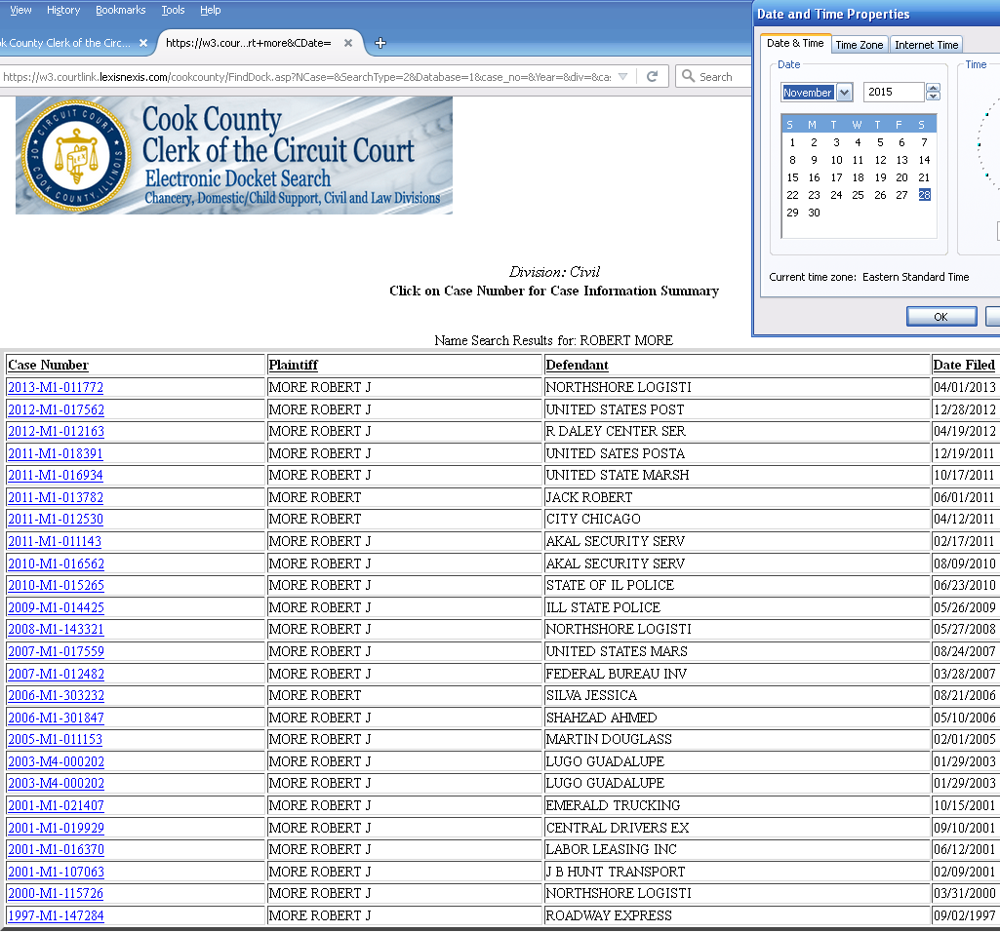 View History Bookmarks Tools Help
ok County Clerk of the Circ... × https://w3.cour...rt+more&CDate= × +
https://w3.courtlink.lexisnexis.com/cookcounty/FindDock.asp?NCase=&SearchType=2&Database=1&case_no=&Year=&div=&ca: Search
Date and Time Properties
Date & Time Time Zone Internet Time
Date Time
November 2015
S M T W T F S
1 2 3 4 5 6 7
8 9 10 11 12 13 14
15 16 17 18 19 20 21
22 23 24 25 26 27 28
29 30
Current time zone: Eastern Standard Time
OK
CIRCUIT COURT OF COOK COUNTY, ILLINOIS
Cook County
Clerk of the Circuit Court
Electronic Docket Search
Chancery, Domestic/Child Support, Civil and Law Divisions
Division: Civil
Click on Case Number for Case Information Summary
Name Search Results for: ROBERT MORE
Case Number Plaintiff Defendant Date Filed
2013-M1-011772 MORE ROBERT J NORTHSHORE LOGISTI 04/01/2013
2012-M1-017562 MORE ROBERT J UNITED STATES POST 12/28/2012
2012-M1-012163 MORE ROBERT J R DALEY CENTER SER 04/19/2012
2011-M1-018391 MORE ROBERT J UNITED SATES POSTA 12/19/2011
2011-M1-016934 MORE ROBERT J UNITED STATE MARSH 10/17/2011
2011-M1-013782 MORE ROBERT JACK ROBERT 06/01/2011
2011-M1-012530 MORE ROBERT CITY CHICAGO 04/12/2011
2011-M1-011143 MORE ROBERT J AKAL SECURITY SERV 02/17/2011
2010-M1-016562 MORE ROBERT J AKAL SECURITY SERV 08/09/2010
2010-M1-015265 MORE ROBERT J STATE OF IL POLICE 06/23/2010
2009-M1-014425 MORE ROBERT J ILL STATE POLICE 05/26/2009
2008-M1-143321 MORE ROBERT J NORTHSHORE LOGISTI 05/27/2008
2007-M1-017559 MORE ROBERT J UNITED STATES MARS 08/24/2007
2007-M1-012482 MORE ROBERT J FEDERAL BUREAU INV 03/28/2007
2006-M1-303232 MORE ROBERT SILVA JESSICA 08/21/2006
2006-M1-301847 MORE ROBERT J SHAHZAD AHMED 05/10/2006
2005-M1-011153 MORE ROBERT J MARTIN DOUGLASS 02/01/2005
2003-M4-000202 MORE ROBERT J LUGO GUADALUPE 01/29/2003
2003-M4-000202 MORE ROBERT J LUGO GUADALUPE 01/29/2003
2001-M1-021407 MORE ROBERT J EMERALD TRUCKING 10/15/2001
2001-M1-019929 MORE ROBERT J CENTRAL DRIVERS EX 09/10/2001
2001-M1-016370 MORE ROBERT J LABOR LEASING INC 06/12/2001
2001-M1-107063 MORE ROBERT J J B HUNT TRANSPORT 02/09/2001
2000-M1-115726 MORE ROBERT J NORTHSHORE LOGISTI 03/31/2000
1997-M1-147284 MORE ROBERT J ROADWAY EXPRESS 09/02/1997